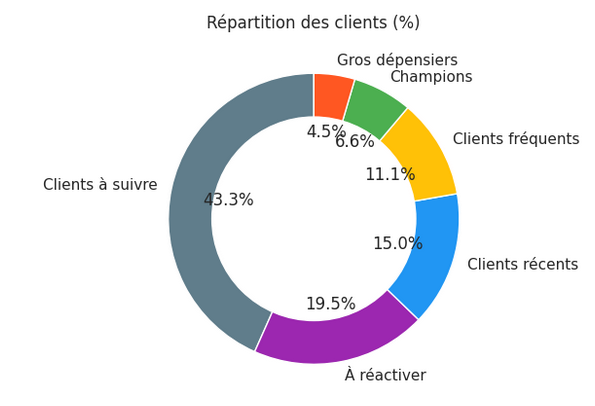 Répartition des clients (%)
Gros dépensiers
Champions
4.5%
6.6%
Clients fréquents
11.1%
Clients à suivre
43.3%
15.0%
Clients récents
19.5%
À réactiver